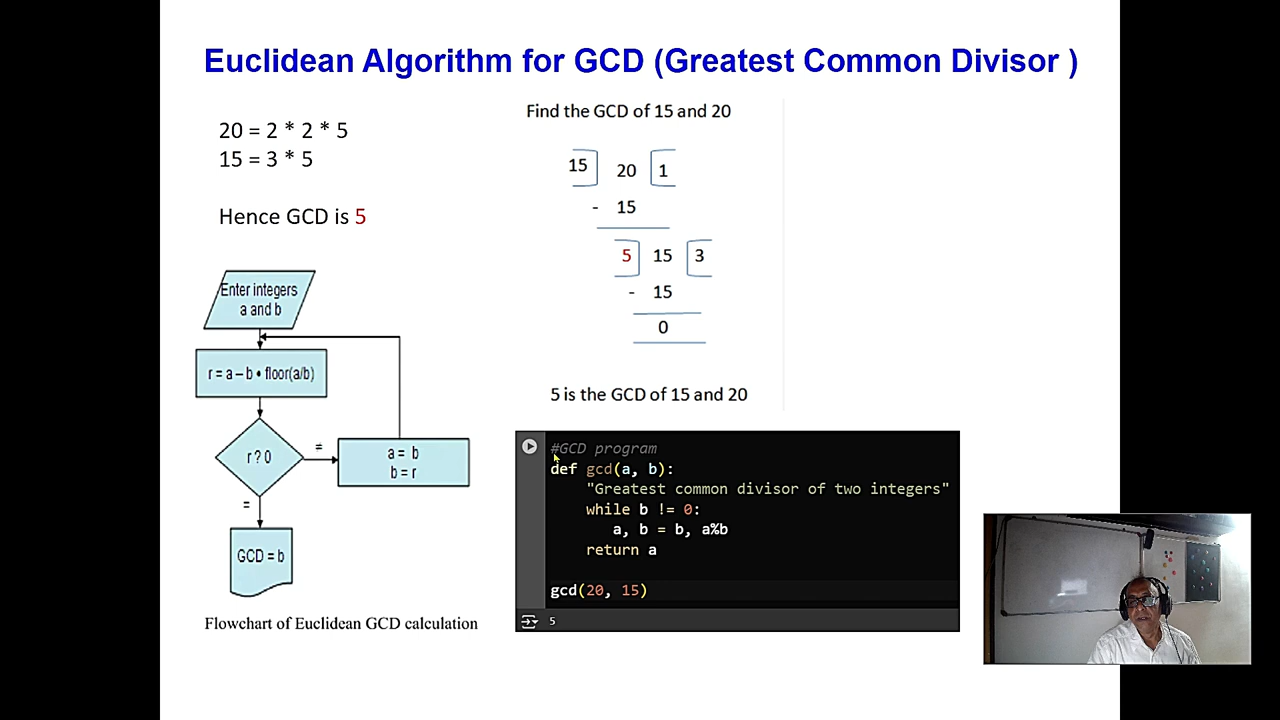 Euclidean Algorithm for GCD (Greatest Common Divisor )
20 = 2 * 2 * 5
15 = 3 * 5
Hence GCD is 5
Find the GCD of 15 and 20
15 20 1
- 15
5 15 3
- 15
0
5 is the GCD of 15 and 20
Enter integers
a and b
r = a – b • floor(a/b)
r ? 0
=
a = b
b = r
=
GCD = b
Flowchart of Euclidean GCD calculation
#GCD program
def gcd(a, b):
    "Greatest common divisor of two integers"
    while b != 0:
       a, b = b, a%b
    return a
gcd(20, 15)
5